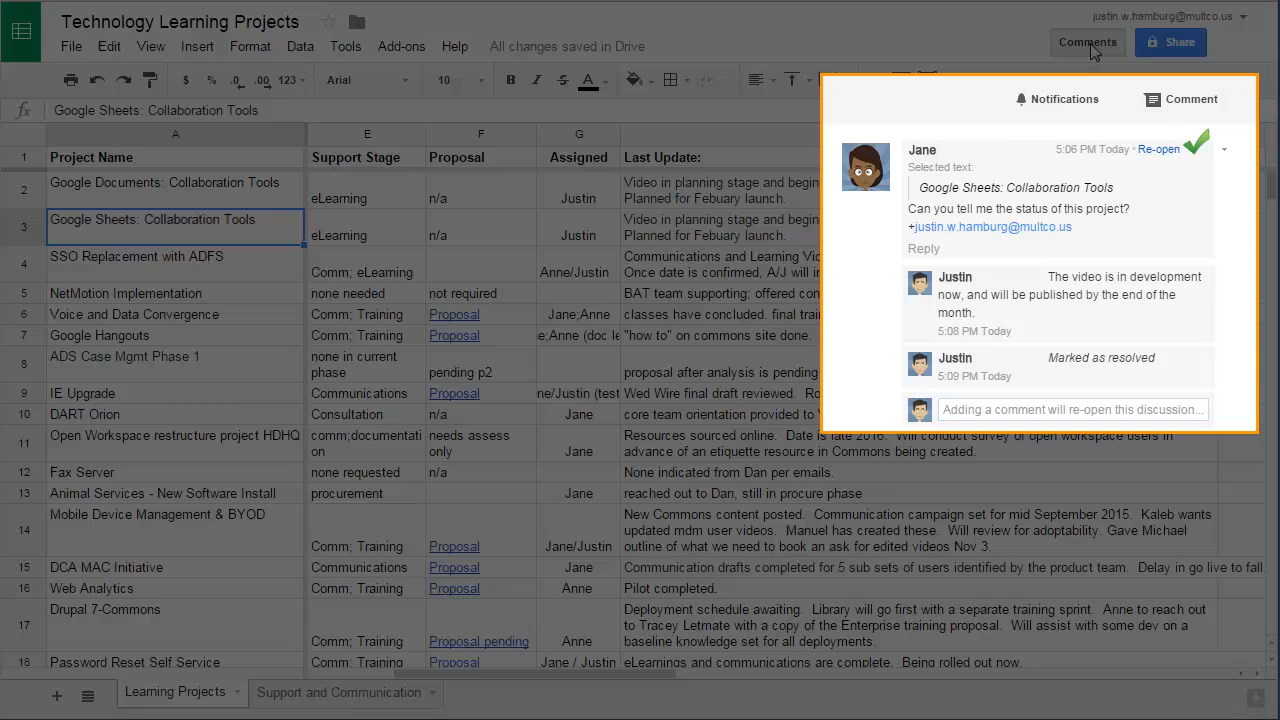 Technology Learning Projects
justin.w.hamburg@multco.us
File Edit View Insert Format Data Tools Add-ons Help All changes saved in Drive
Comments Share
$ % .0 .00 123 Arial 10 B I S A
fx Google Sheets: Collaboration Tools
A E F G
1 Project Name Support Stage Proposal Assigned Last Update:
2 Google Documents: Collaboration Tools eLearning n/a Justin Video in planning stage and begin
Planned for Febuary launch.
3 Google Sheets: Collaboration Tools eLearning n/a Justin Video in planning stage and begin
Planned for Febuary launch.
4 SSO Replacement with ADFS Comm; eLearning Anne/Justin Communications and Learning Vid
Once date is confirmed, A/J will in
5 NetMotion Implementation none needed not required BAT team supporting; offered con
6 Voice and Data Convergence Comm; Training Proposal Jane;Anne classes have concluded. final train
7 Google Hangouts Comm; Training Proposal e;Anne (doc le "how to" on commons site done.
8 ADS Case Mgmt Phase 1 none in current
phase pending p2 proposal after analysis is pending
9 IE Upgrade Communications Proposal ne/Justin (test Wed Wire final draft reviewed. Ro
10 DART Orion Consultation n/a Jane core team orientation provided to
11 Open Workspace restructure project HDHQ comm;documentati
on needs assess
only Jane Resources sourced online. Date is late 2016. Will conduct survey of open workspace users in
advance of an etiquette resource in Commons being created.
12 Fax Server none requested n/a None indicated from Dan per emails.
13 Animal Services - New Software Install procurement Jane reached out to Dan, still in procure phase
14 Mobile Device Management & BYOD Comm; Training Proposal Jane/Justin New Commons content posted. Communication campaign set for mid September 2015. Kaleb wants
updated mdm user videos. Manuel has created these. Will review for adoptability. Gave Michael
outline of what we need to book an ask for edited videos Nov 3.
15 DCA MAC Initiative Communications Proposal Jane Communication drafts completed for 5 sub sets of users identified by the product team. Delay in go live to fall.
16 Web Analytics Comm; Training Proposal Anne Pilot completed.
17 Drupal 7-Commons Comm; Training Proposal pending Anne Deployment schedule awaiting. Library will go first with a separate training sprint. Anne to reach out
to Tracey Letmate with a copy of the Enterprise training proposal. Will assist with some dev on a
baseline knowledge set for all deployments.
18 Password Reset Self Service Comm; Training Proposal Jane / Justin eLearnings and communications are complete. Being rolled out now.
Learning Projects Support and Communication
Notifications Comment
Jane 5:06 PM Today • Re-open
Selected text:
Google Sheets: Collaboration Tools
Can you tell me the status of this project?
+justin.w.hamburg@multco.us
Reply
Justin The video is in development
now, and will be published by the end of the
month.
5:08 PM Today
Justin Marked as resolved
5:09 PM Today
Adding a comment will re-open this discussion...